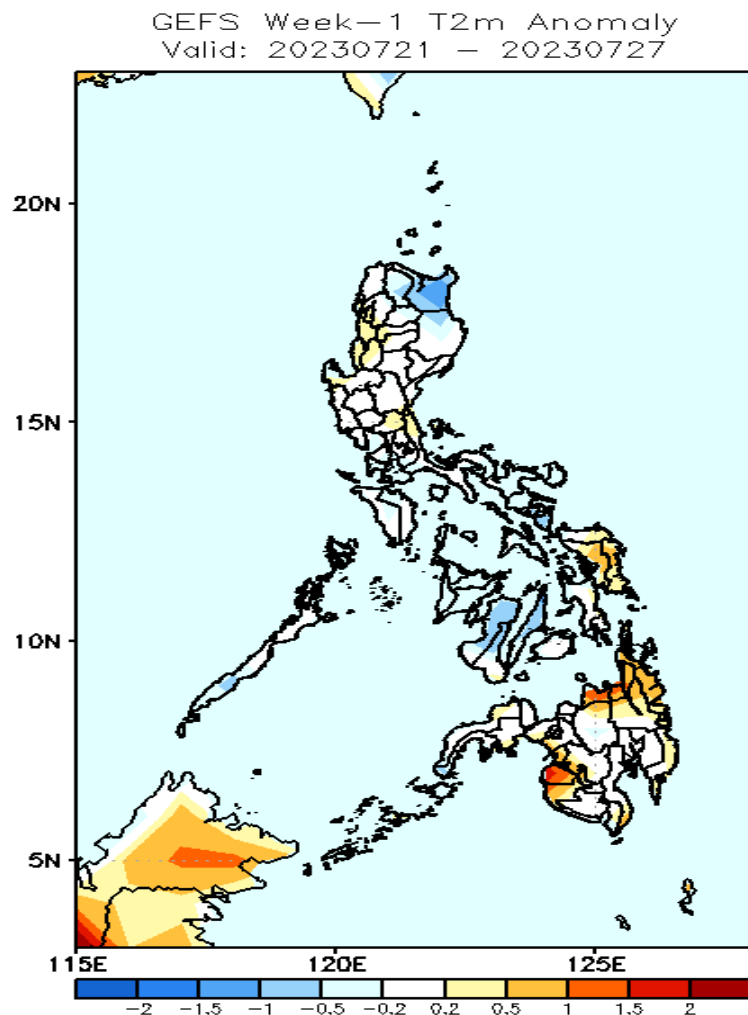 GEFS Week-1 T2m Anomaly
Valid: 20230721 - 20230727
20N
15N
10N
5N
115E 120E 125E
-2 -1.5 -1 -0.5 -0.2 0.2 0.5 1 1.5 2